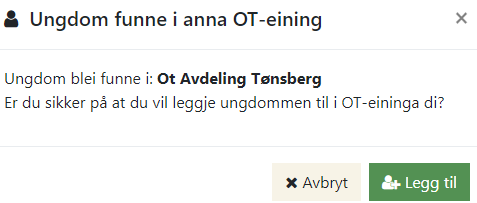 Ungdom funne i anna OT-eining
Ungdom blei funne i: Ot Avdeling Tønsberg
Er du sikker på at du vil leggje ungdommen til i OT-eininga di?
Avbryt
Legg til